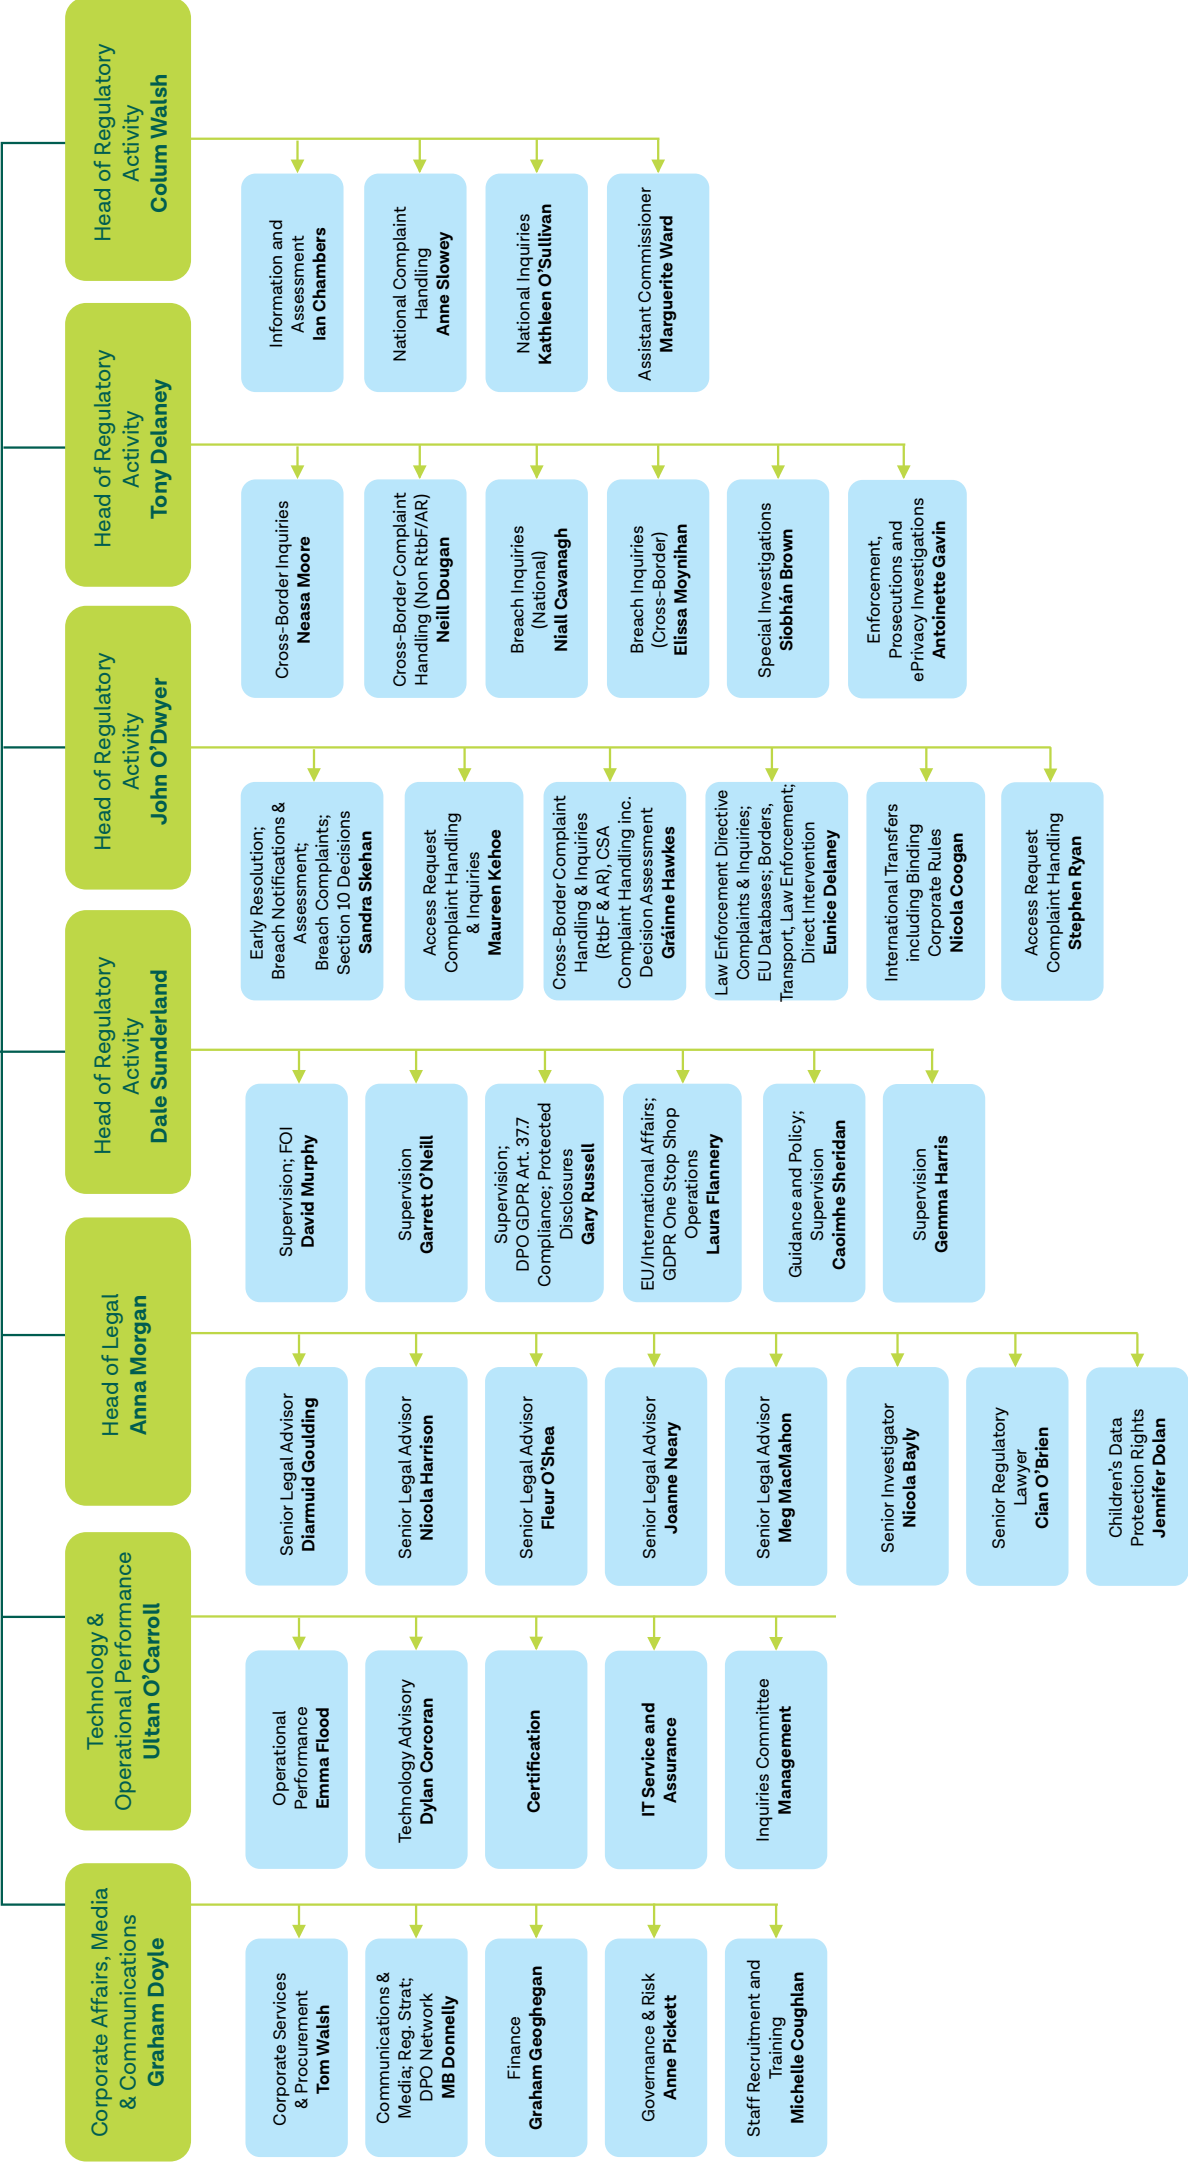 Corporate Affairs, Media
& Communications
Graham Doyle
Corporate Services
& Procurement
Tom Walsh
Communications &
Media; Reg. Strat;
DPO Network
MB Donnelly
Finance
Graham Geoghegan
Governance & Risk
Anne Pickett
Staff Recruitment and
Training
Michelle Coughlan
Technology &
Operational Performance
Ultan O’Carroll
Operational
Performance
Emma Flood
Technology Advisory
Dylan Corcoran
Certification
IT Service and
Assurance
Inquiries Committee
Management
Head of Legal
Anna Morgan
Senior Legal Advisor
Diarmuid Goulding
Senior Legal Advisor
Nicola Harrison
Senior Legal Advisor
Fleur O’Shea
Senior Legal Advisor
Joanne Neary
Senior Legal Advisor
Meg MacMahon
Senior Investigator
Nicola Bayly
Senior Regulatory
Lawyer
Cian O’Brien
Children’s Data
Protection Rights
Jennifer Dolan
Head of Regulatory
Activity
Dale Sunderland
Supervision; FOI
David Murphy
Supervision
Garrett O’Neill
Supervision;
DPO GDPR Art. 37.7
Compliance; Protected
Disclosures
Gary Russell
EU/International Affairs;
GDPR One Stop Shop
Operations
Laura Flannery
Guidance and Policy;
Supervision
Caoimhe Sheridan
Supervision
Gemma Harris
Head of Regulatory
Activity
John O’Dwyer
Early Resolution;
Breach Notifications &
Assessment;
Breach Complaints;
Section 10 Decisions
Sandra Skehan
Access Request
Complaint Handling
& Inquiries
Maureen Kehoe
Cross-Border Complaint
Handling & Inquiries
(RtbF & AR), CSA
Complaint Handling inc.
Decision Assessment
Gráinne Hawkes
Law Enforcement Directive
Complaints & Inquiries;
EU Databases; Borders,
Transport, Law Enforcement;
Direct Intervention
Eunice Delaney
International Transfers
including Binding
Corporate Rules
Nicola Coogan
Access Request
Complaint Handling
Stephen Ryan
Head of Regulatory
Activity
Tony Delaney
Cross-Border Inquiries
Neasa Moore
Cross-Border Complaint
Handling (Non RtbF/AR)
Neill Dougan
Breach Inquiries
(National)
Niall Cavanagh
Breach Inquiries
(Cross-Border)
Elissa Moynihan
Special Investigations
Siobhán Brown
Enforcement,
Prosecutions and
ePrivacy Investigations
Antoinette Gavin
Head of Regulatory
Activity
Colum Walsh
Information and
Assessment
Ian Chambers
National Complaint
Handling
Anne Slowey
National Inquiries
Kathleen O’Sullivan
Assistant Commissioner
Marguerite Ward